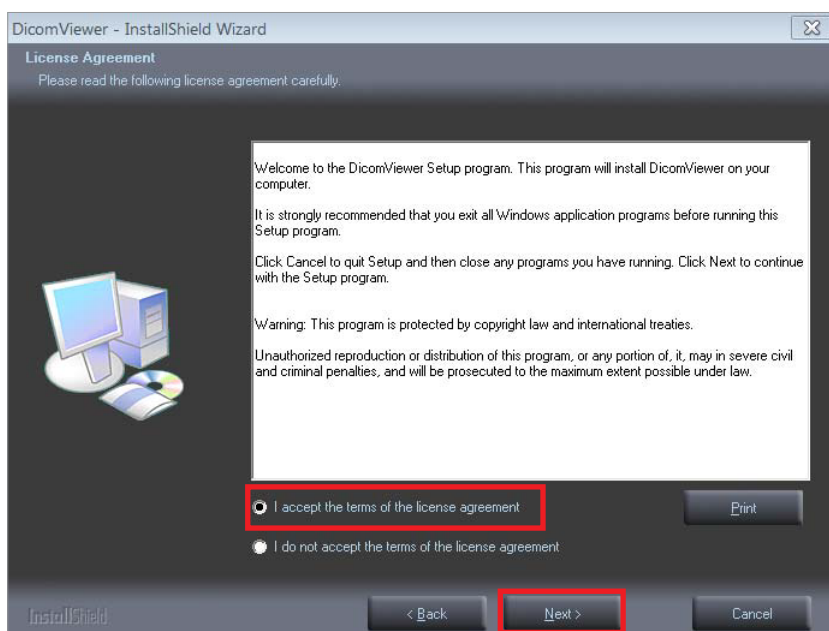 DicomViewer - InstallShield Wizard
License Agreement
Please read the following license agreement carefully.
Welcome to the DicomViewer Setup program. This program will install DicomViewer on your
computer.
It is strongly recommended that you exit all Windows application programs before running this
Setup program.
Click Cancel to quit Setup and then close any programs you have running. Click Next to continue
with the Setup program.
Warning: This program is protected by copyright law and international treaties.
Unauthorized reproduction or distribution of this program, or any portion of, it, may in severe civil
and criminal penalties, and will be prosecuted to the maximum extent possible under law.
I accept the terms of the license agreement
Print
I do not accept the terms of the license agreement
InstallShield
< Back
Next >
Cancel